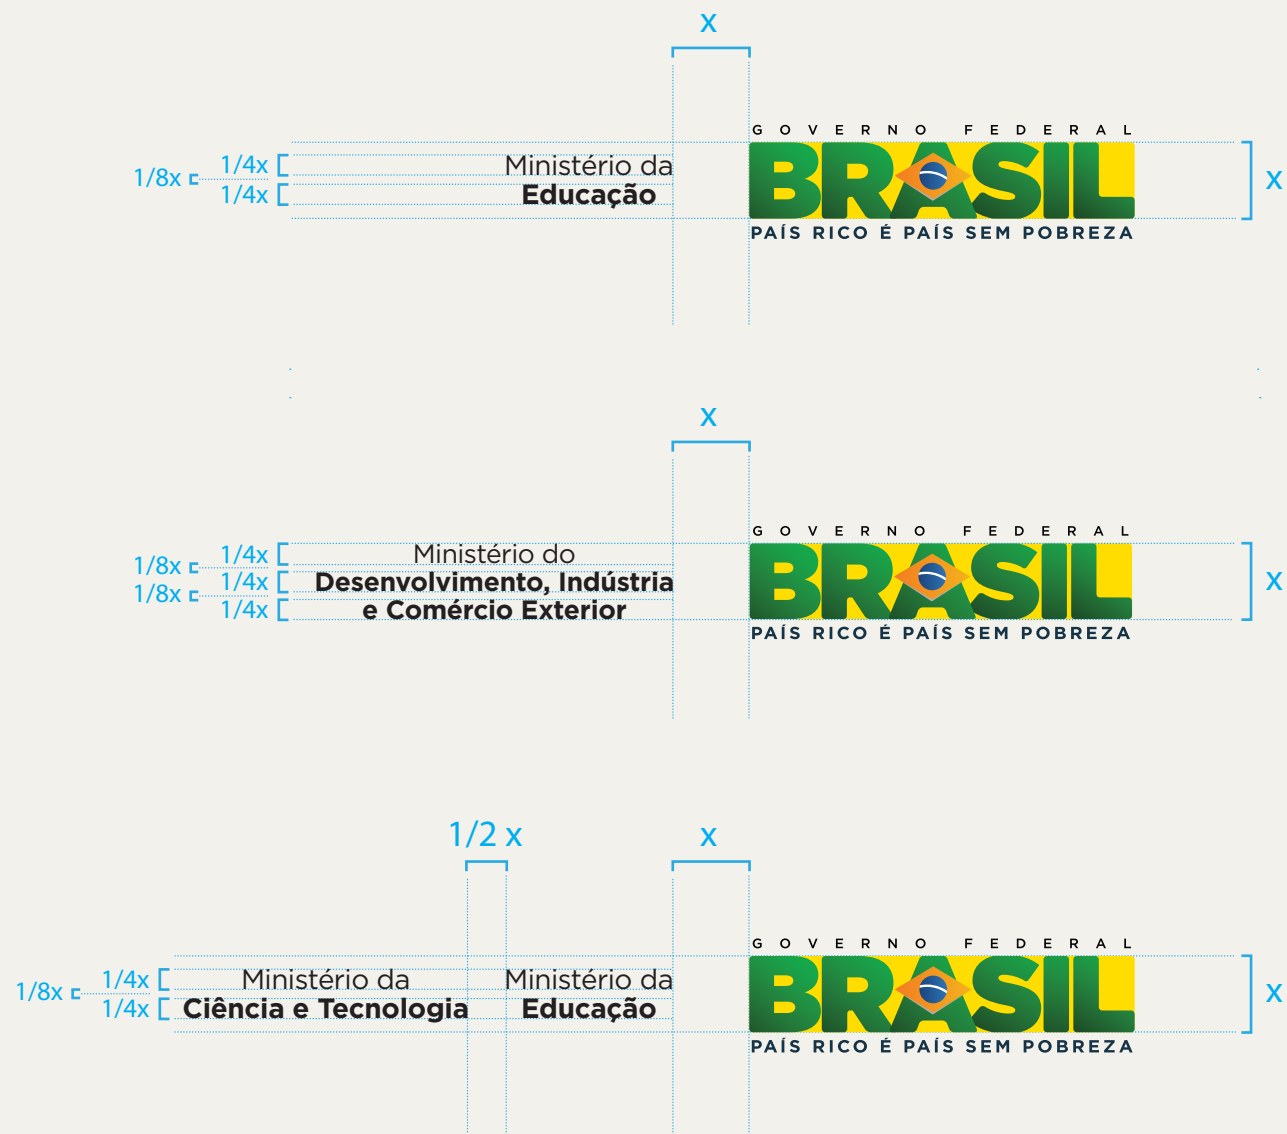 x
GOVERNO FEDERAL
1/4x
Ministério da
1/8x
BRASIL
x
1/4x
Educação
PAÍS RICO É PAÍS SEM POBREZA
x
GOVERNO FEDERAL
1/4x
Ministério do
1/8x
BRASIL
1/4x
Desenvolvimento, Indústria
x
1/8x
1/4x
e Comércio Exterior
PAÍS RICO É PAÍS SEM POBREZA
1/2 x
x
GOVERNO FEDERAL
1/4x
Ministério da
Ministério da
1/8x
BRASIL
x
1/4x
Ciência e Tecnologia
Educação
PAÍS RICO É PAÍS SEM POBREZA